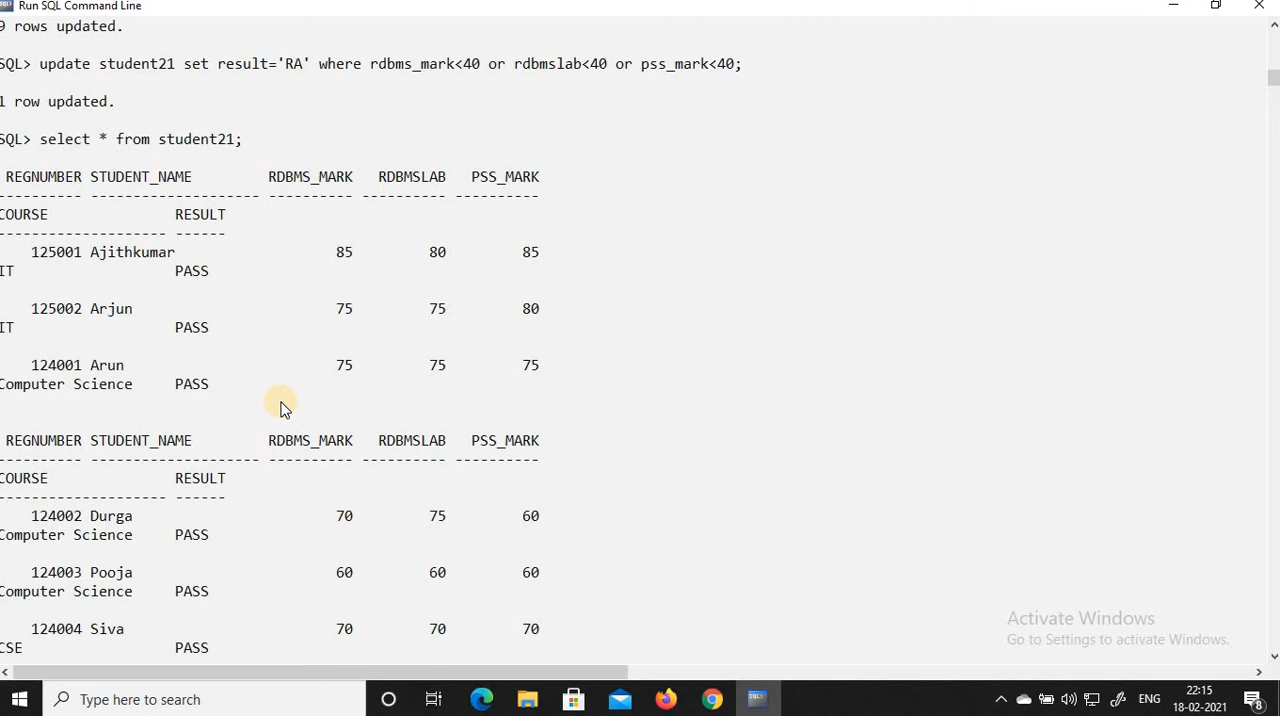 Run SQL Command Line
9 rows updated.
SQL> update student21 set result='RA' where rdbms_mark<40 or rdbmslab<40 or pss_mark<40;
1 row updated.
SQL> select * from student21;
REGNUMBER STUDENT_NAME RDBMS_MARK RDBMSLAB PSS_MARK
---------- -------------------- ---------- ---------- ----------
COURSE RESULT
-------------------- ------
125001 Ajithkumar 85 80 85
IT PASS
125002 Arjun 75 75 80
IT PASS
124001 Arun 75 75 75
Computer Science PASS
REGNUMBER STUDENT_NAME RDBMS_MARK RDBMSLAB PSS_MARK
---------- -------------------- ---------- ---------- ----------
COURSE RESULT
-------------------- ------
124002 Durga 70 75 60
Computer Science PASS
124003 Pooja 60 60 60
Computer Science PASS
124004 Siva 70 70 70
CSE PASS
Activate Windows
Go to Settings to activate Windows.
Type here to search
ENG
22:15
18-02-2021
8